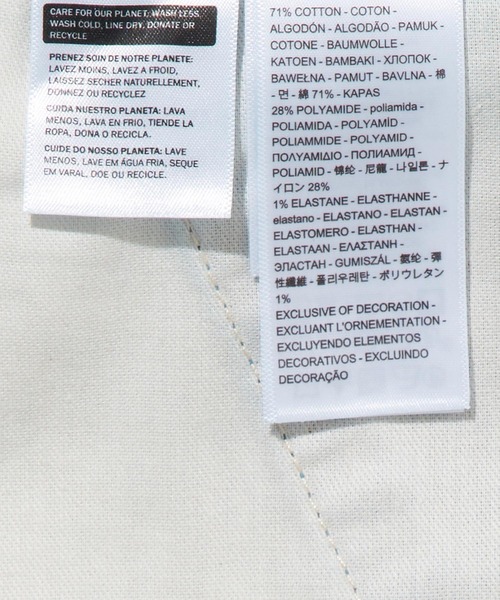 CARE FOR OUR PLANET: WASH LESS,
WASH COLD, LINE DRY, DONATE OR
RECYCLE
PRENEZ SOIN DE NOTRE PLANETE:
LAVEZ MOINS, LAVEZ A FROID,
LAISSEZ SECHER NATURELLEMENT,
DONNEZ OU RECYCLEZ
CUIDA NUESTRO PLANETA: LAVA
MENOS, LAVA EN FRIO, TIENDE LA
ROPA, DONA O RECICLA.
CUIDE DO NOSSO PLANETA: LAVE
MENOS, LAVE EM ÁGUA FRIA, SEQUE
EM VARAL, DOE OU RECICLE.
71% COTTON - COTON -
ALGODÓN - ALGODÃO - PAMUK -
COTONE - BAUMWOLLE -
KATOEN - BAMBAKI - ХЛОПОК -
BAWEŁNA - PAMUT - BAVLNA - 棉
- 면 - 綿 71% - KAPAS
28% POLYAMIDE - poliamida -
POLIAMIDA - POLYAMİD -
POLIAMMIDE - POLYAMID -
ΠΟΛΥΑΜΙΔΙΟ - ПОЛИАМИД -
POLIAMID - 锦纶 - 尼龍 - 나일론 - ナ
イロン 28%
1% ELASTANE - ELASTHANNE -
elastano - ELASTANO - ELASTAN -
ELASTOMERO - ELASTHAN -
ELASTAAN - ΕΛΑΣΤΑΝΗ -
ЭЛАСТАН - GUMISZÁL - 氨纶 - 彈
性纖維 - 폴리우레탄 - ポリウレタン
1%
EXCLUSIVE OF DECORATION -
EXCLUANT L'ORNEMENTATION -
EXCLUYENDO ELEMENTOS
DECORATIVOS - EXCLUINDO
DECORAÇÃO